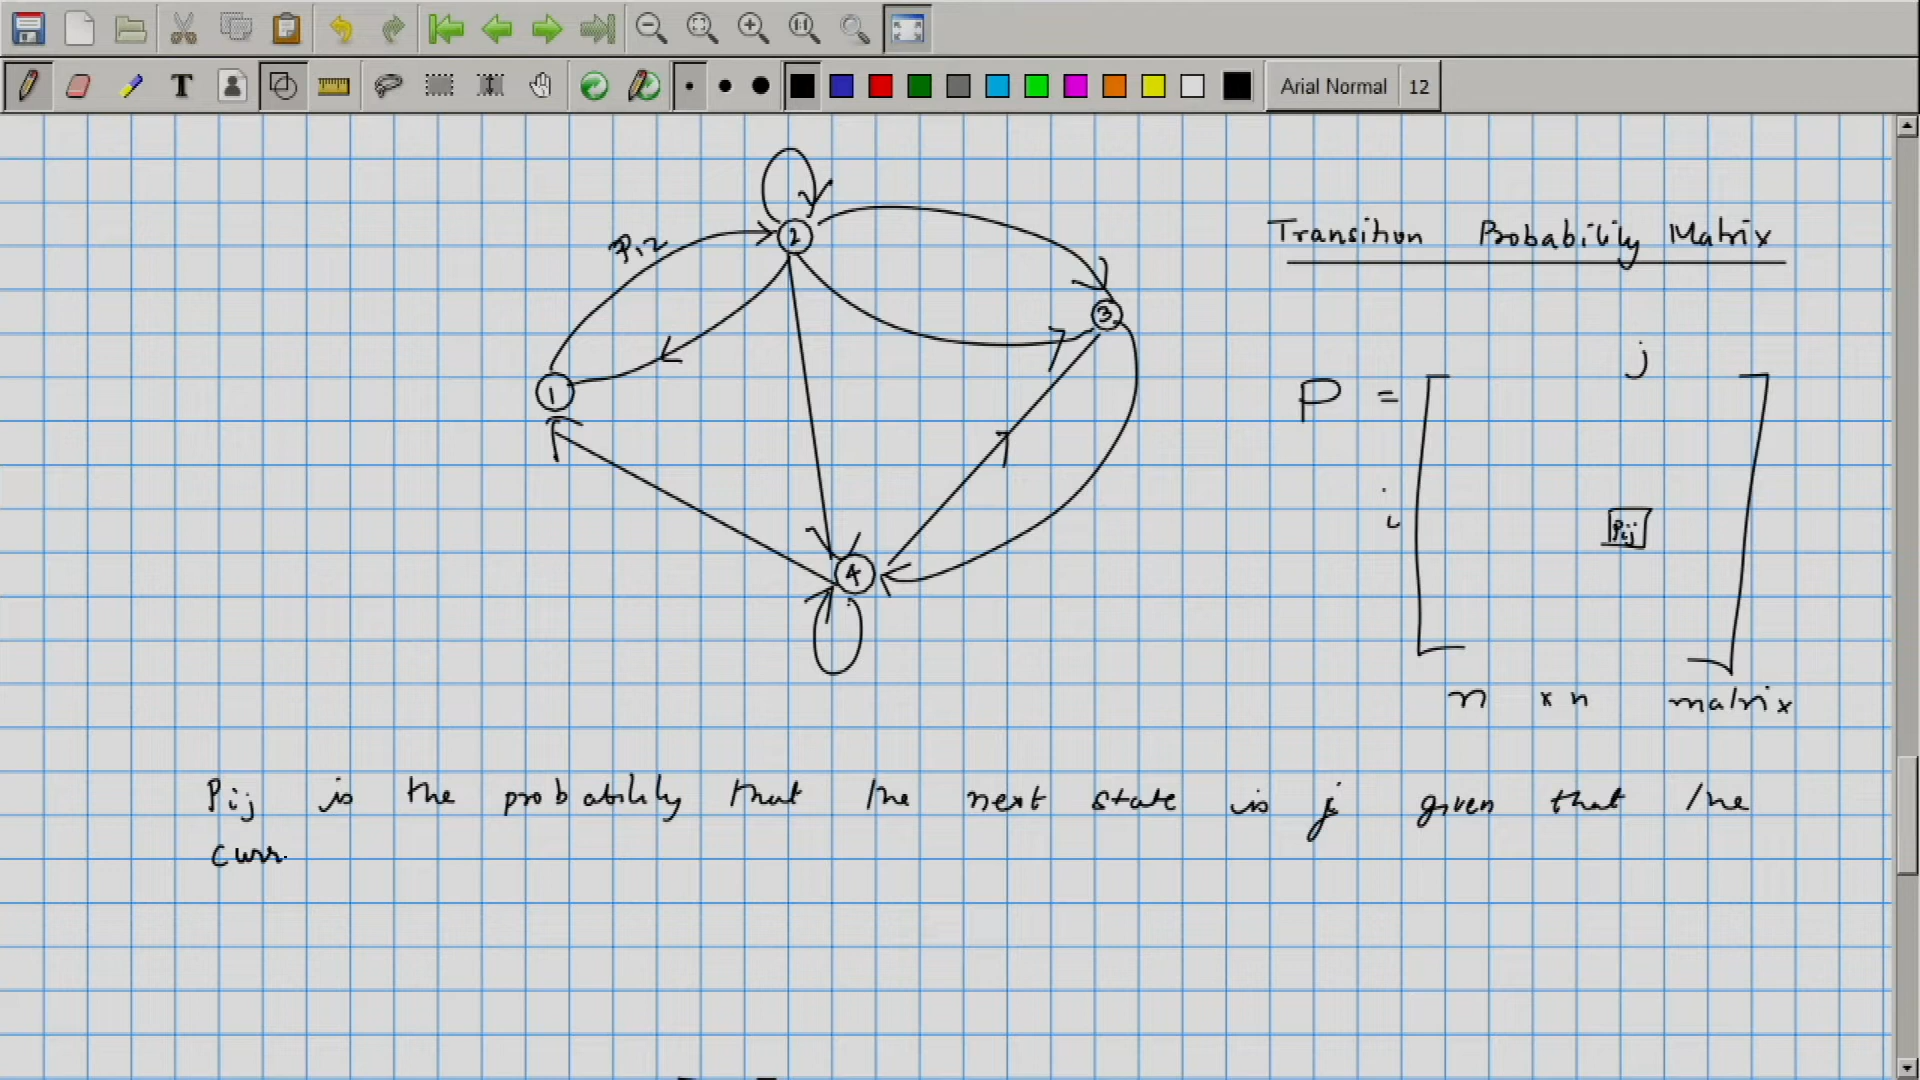 Arial Normal 12
2
P12
Transition Probability Matrix
3
j
1
P =
i
Pij
4
n x n matrix
Pij is the probability that the next state is j given that the
curr